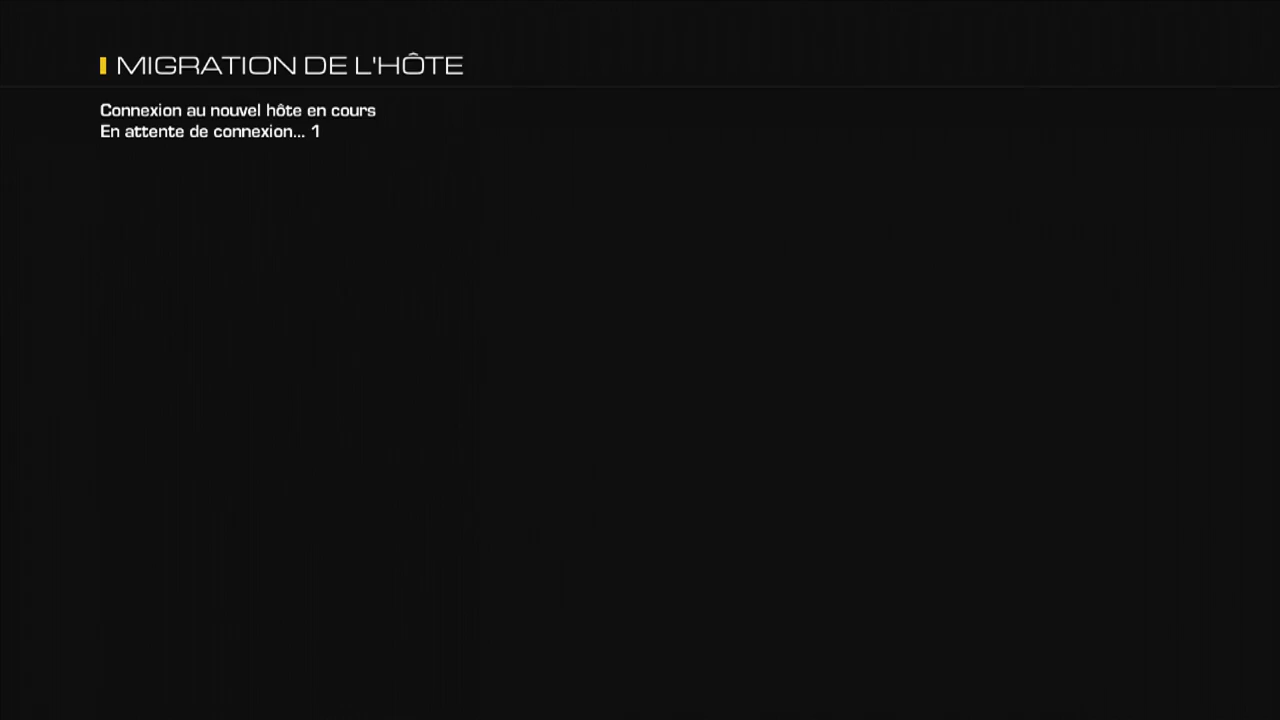 MIGRATION DE L'HÔTE
Connexion au nouvel hôte en cours
En attente de connexion... 1